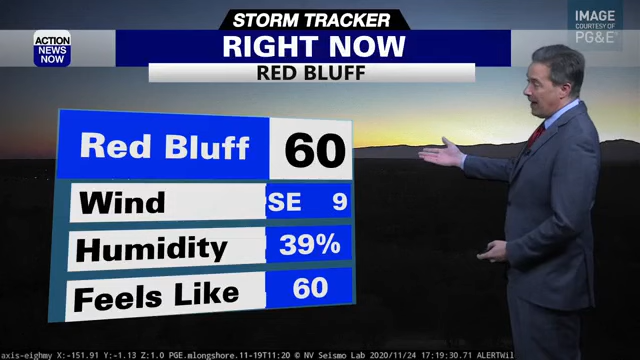 STORM TRACKER
ACTION
NEWS
NOW
RIGHT NOW
RED BLUFF
IMAGE
COURTESY OF
PG&E
Red Bluff 60
Wind SE 9
Humidity 39%
Feels Like 60
axis-eighmy X:-151.91 Y:-1.13 Z:1.0 PGE.mlongshore.11-19T11:20 © NV Seismo Lab 2020/11/24 17:19:30.71 ALERTWil